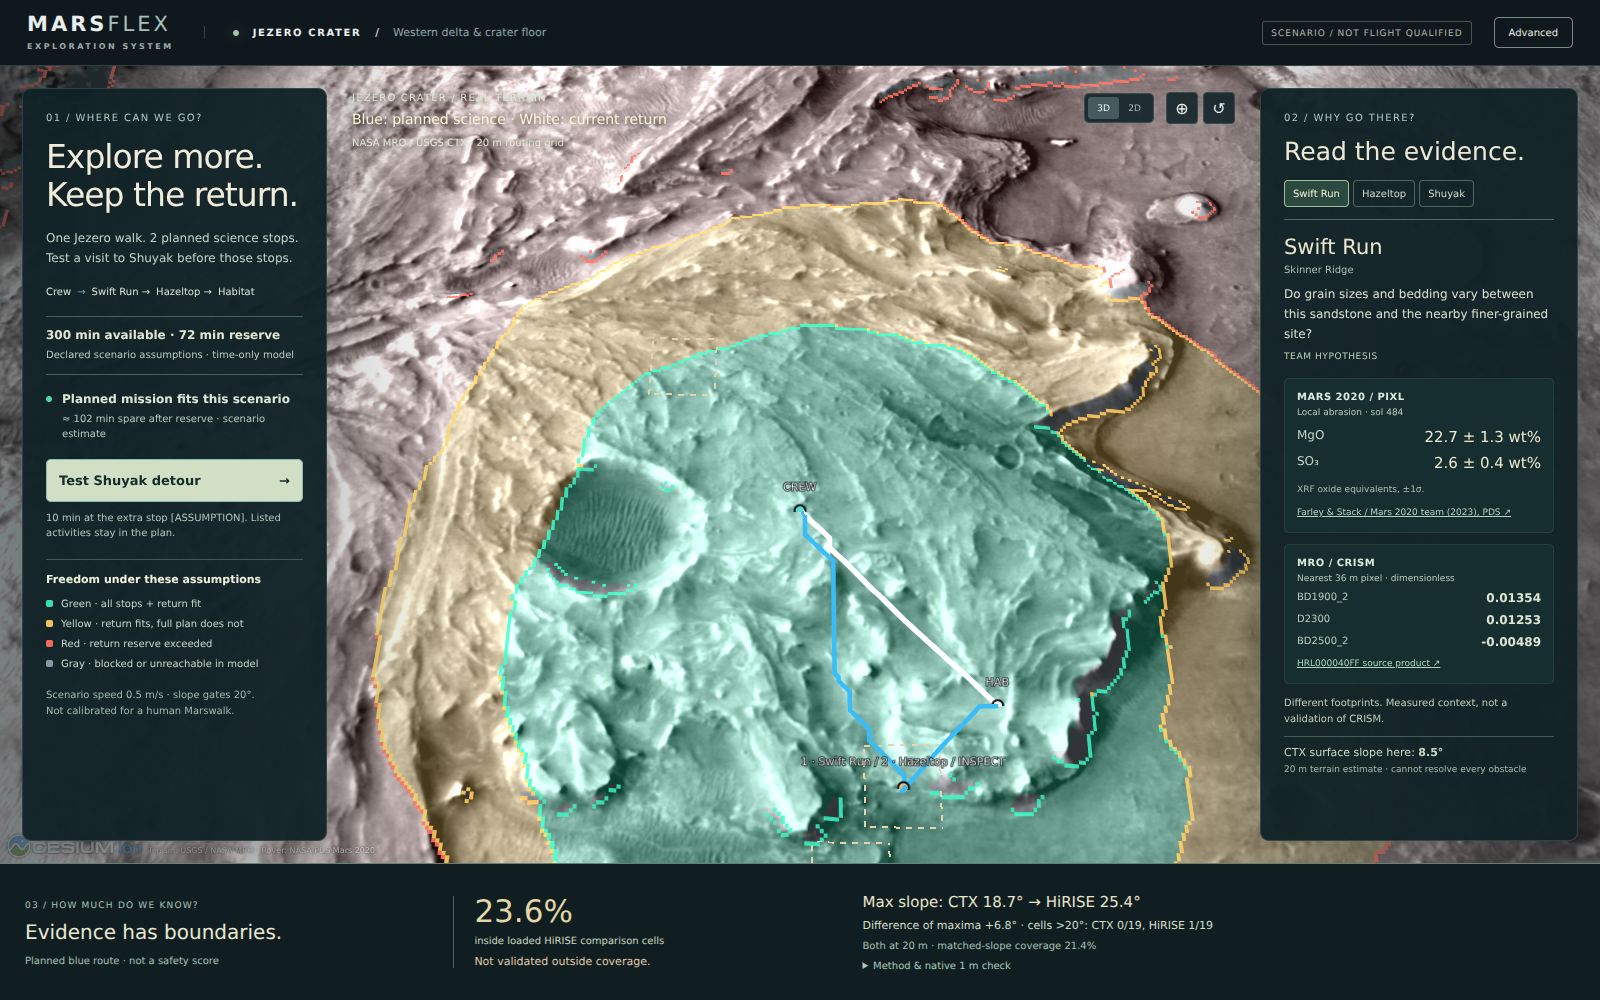 MARSFLEX
EXPLORATION SYSTEM
JEZERO CRATER / Western delta & crater floor
SCENARIO / NOT FLIGHT QUALIFIED
Advanced
01 / WHERE CAN WE GO?
Explore more.
Keep the return.
One Jezero walk. 2 planned science stops.
Test a visit to Shuyak before those stops.
Crew → Swift Run → Hazeltop → Habitat
300 min available · 72 min reserve
Declared scenario assumptions · time-only model
Planned mission fits this scenario
≈ 102 min spare after reserve · scenario
estimate
Test Shuyak detour →
10 min at the extra stop [ASSUMPTION]. Listed
activities stay in the plan.
Freedom under these assumptions
Green · all stops + return fit
Yellow · return fits, full plan does not
Red · return reserve exceeded
Gray · blocked or unreachable in model
Scenario speed 0.5 m/s · slope gates 20°.
Not calibrated for a human Marswalk.
JEZERO CRATER / REAL TERRAIN
Blue: planned science · White: current return
NASA MRO / USGS CTX · 20 m routing grid
3D 2D
⊕
↺
CREW
HAB
1 · Swift Run / 2 · Hazeltop / INSPECT
CESIUM
USGS / NASA
Rover: NASA PDS Mars 2020
02 / WHY GO THERE?
Read the evidence.
Swift Run
Hazeltop
Shuyak
Swift Run
Skinner Ridge
Do grain sizes and bedding vary between
this sandstone and the nearby finer-grained
site?
TEAM HYPOTHESIS
MARS 2020 / PIXL
Local abrasion · sol 484
MgO 22.7 ± 1.3 wt%
SO₃ 2.6 ± 0.4 wt%
XRF oxide equivalents, ±1σ.
Farley & Stack / Mars 2020 team (2023), PDS ↗
MRO / CRISM
Nearest 36 m pixel · dimensionless
BD1900_2 0.01354
D2300 0.01253
BD2500_2 -0.00489
HRL000040FF source product ↗
Different footprints. Measured context, not a
validation of CRISM.
CTX surface slope here: 8.5°
20 m terrain estimate · cannot resolve every obstacle
03 / HOW MUCH DO WE KNOW?
Evidence has boundaries.
Planned blue route · not a safety score
23.6%
inside loaded HiRISE comparison cells
Not validated outside coverage.
Max slope: CTX 18.7° → HiRISE 25.4°
Difference of maxima +6.8° · cells >20°: CTX 0/19, HiRISE 1/19
Both at 20 m · matched-slope coverage 21.4%
▶ Method & native 1 m check